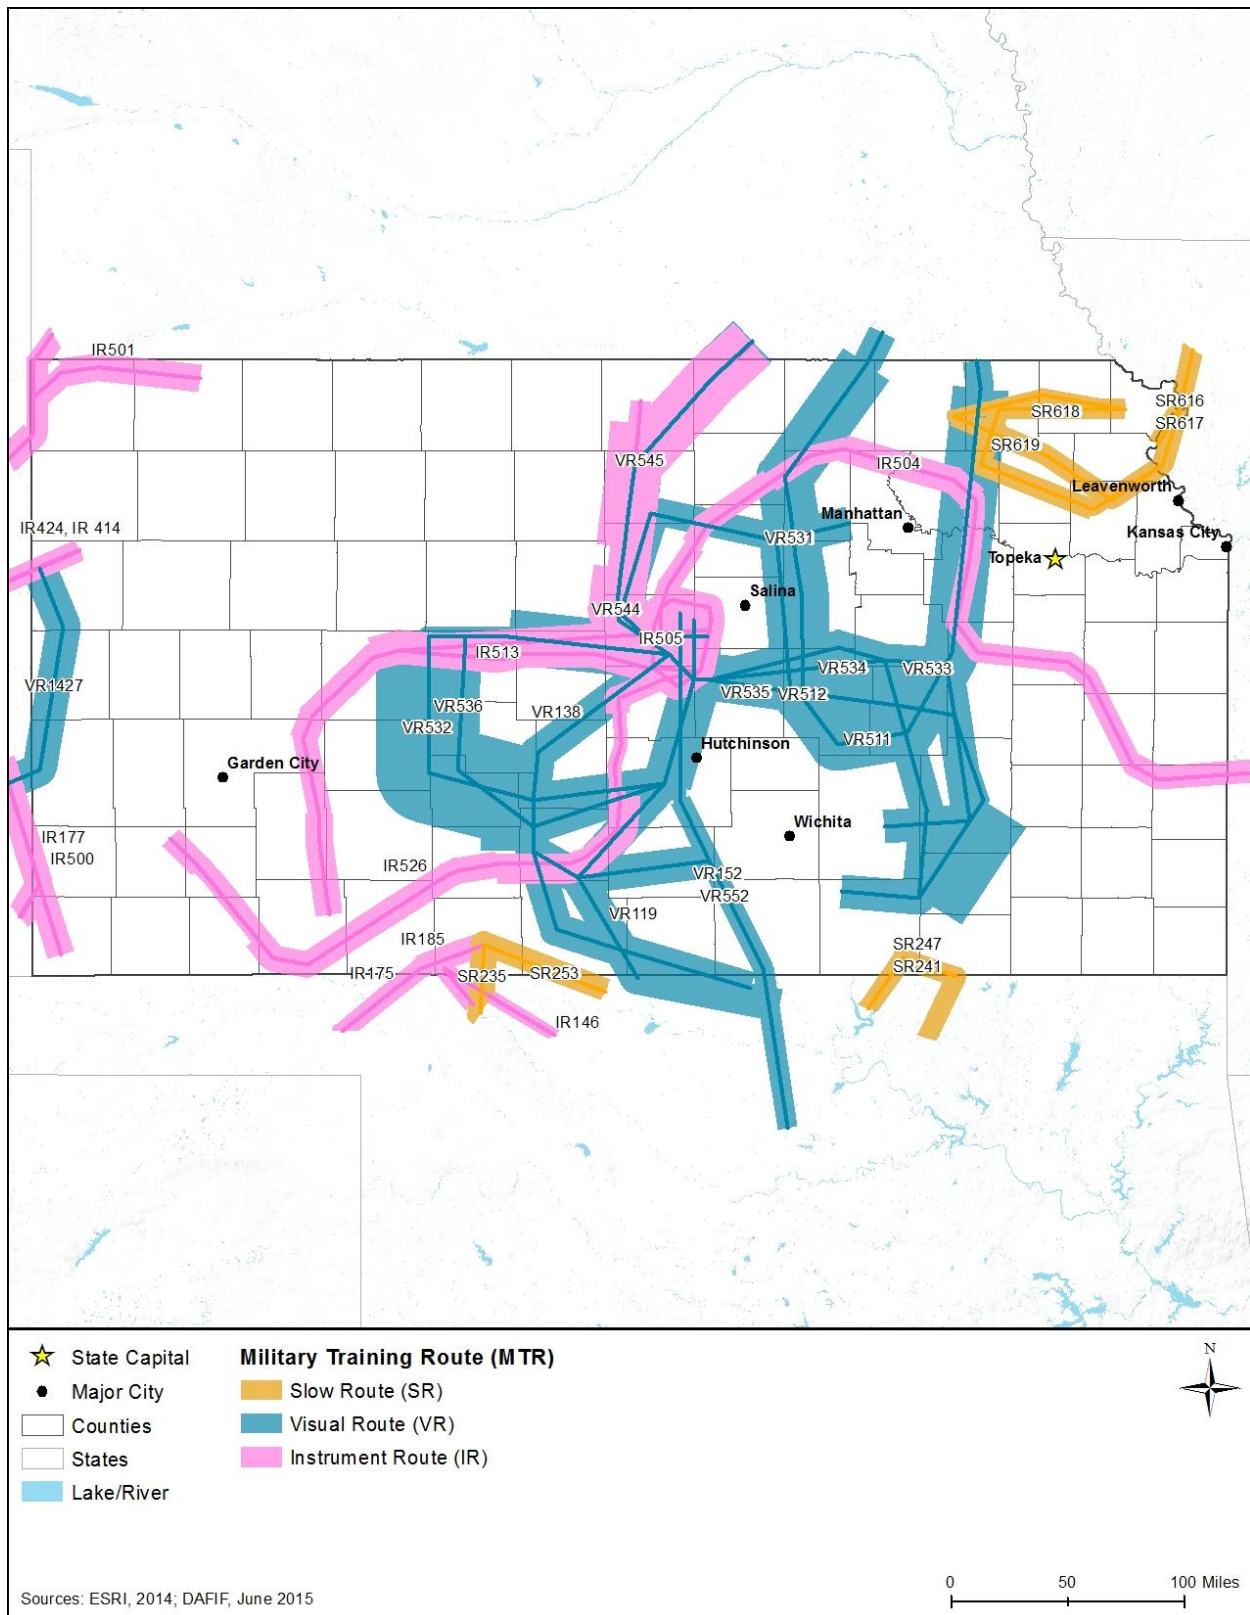 IR501
SR616
SR617
SR618
SR619
VR545
IR504
Leavenworth
Manhattan
IR424, IR 414
VR531
Kansas City
Topeka
Salina
VR544
IR505
IR513
VR534
VR533
VR1427
VR535
VR512
VR536
VR138
VR532
VR511
Hutchinson
Garden City
Wichita
IR177
IR500
IR526
VR152
VR552
VR119
IR185
SR247
SR241
IR175
SR235
SR253
IR146
State Capital
Major City
Counties
States
Lake/River
Military Training Route (MTR)
Slow Route (SR)
Visual Route (VR)
Instrument Route (IR)
N
Sources: ESRI, 2014; DAFIF, June 2015
0 50 100 Miles